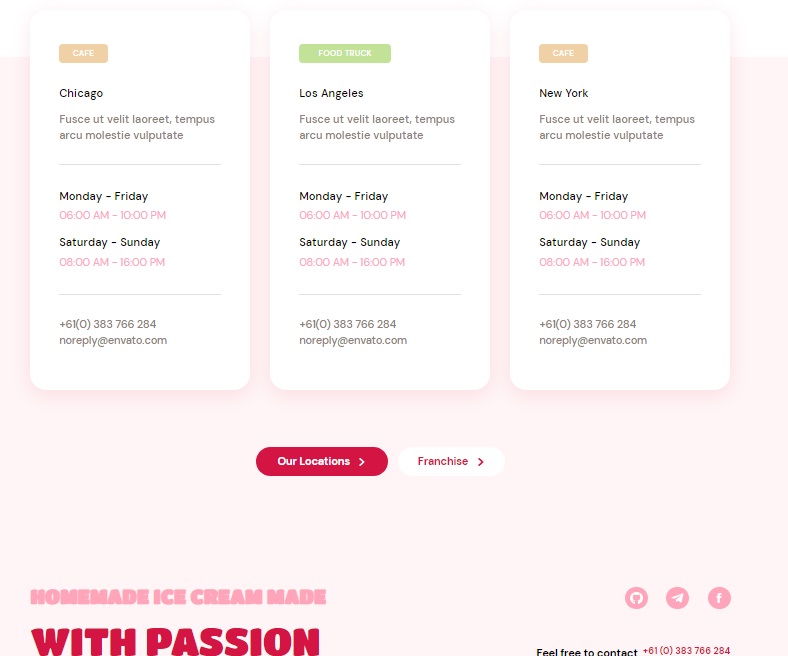 CAFE
Chicago
Fusce ut velit laoreet, tempus
arcu molestie vulputate
Monday - Friday
06:00 AM - 10:00 PM
Saturday - Sunday
08:00 AM - 16:00 PM
+61(0) 383 766 284
noreply@envato.com
FOOD TRUCK
Los Angeles
Fusce ut velit laoreet, tempus
arcu molestie vulputate
Monday - Friday
06:00 AM - 10:00 PM
Saturday - Sunday
08:00 AM - 16:00 PM
+61(0) 383 766 284
noreply@envato.com
CAFE
New York
Fusce ut velit laoreet, tempus
arcu molestie vulputate
Monday - Friday
06:00 AM - 10:00 PM
Saturday - Sunday
08:00 AM - 16:00 PM
+61(0) 383 766 284
noreply@envato.com
Our Locations
Franchise
HOMEMADE ICE CREAM MADE
WITH PASSION
Feel free to contact +61 (0) 383 766 284